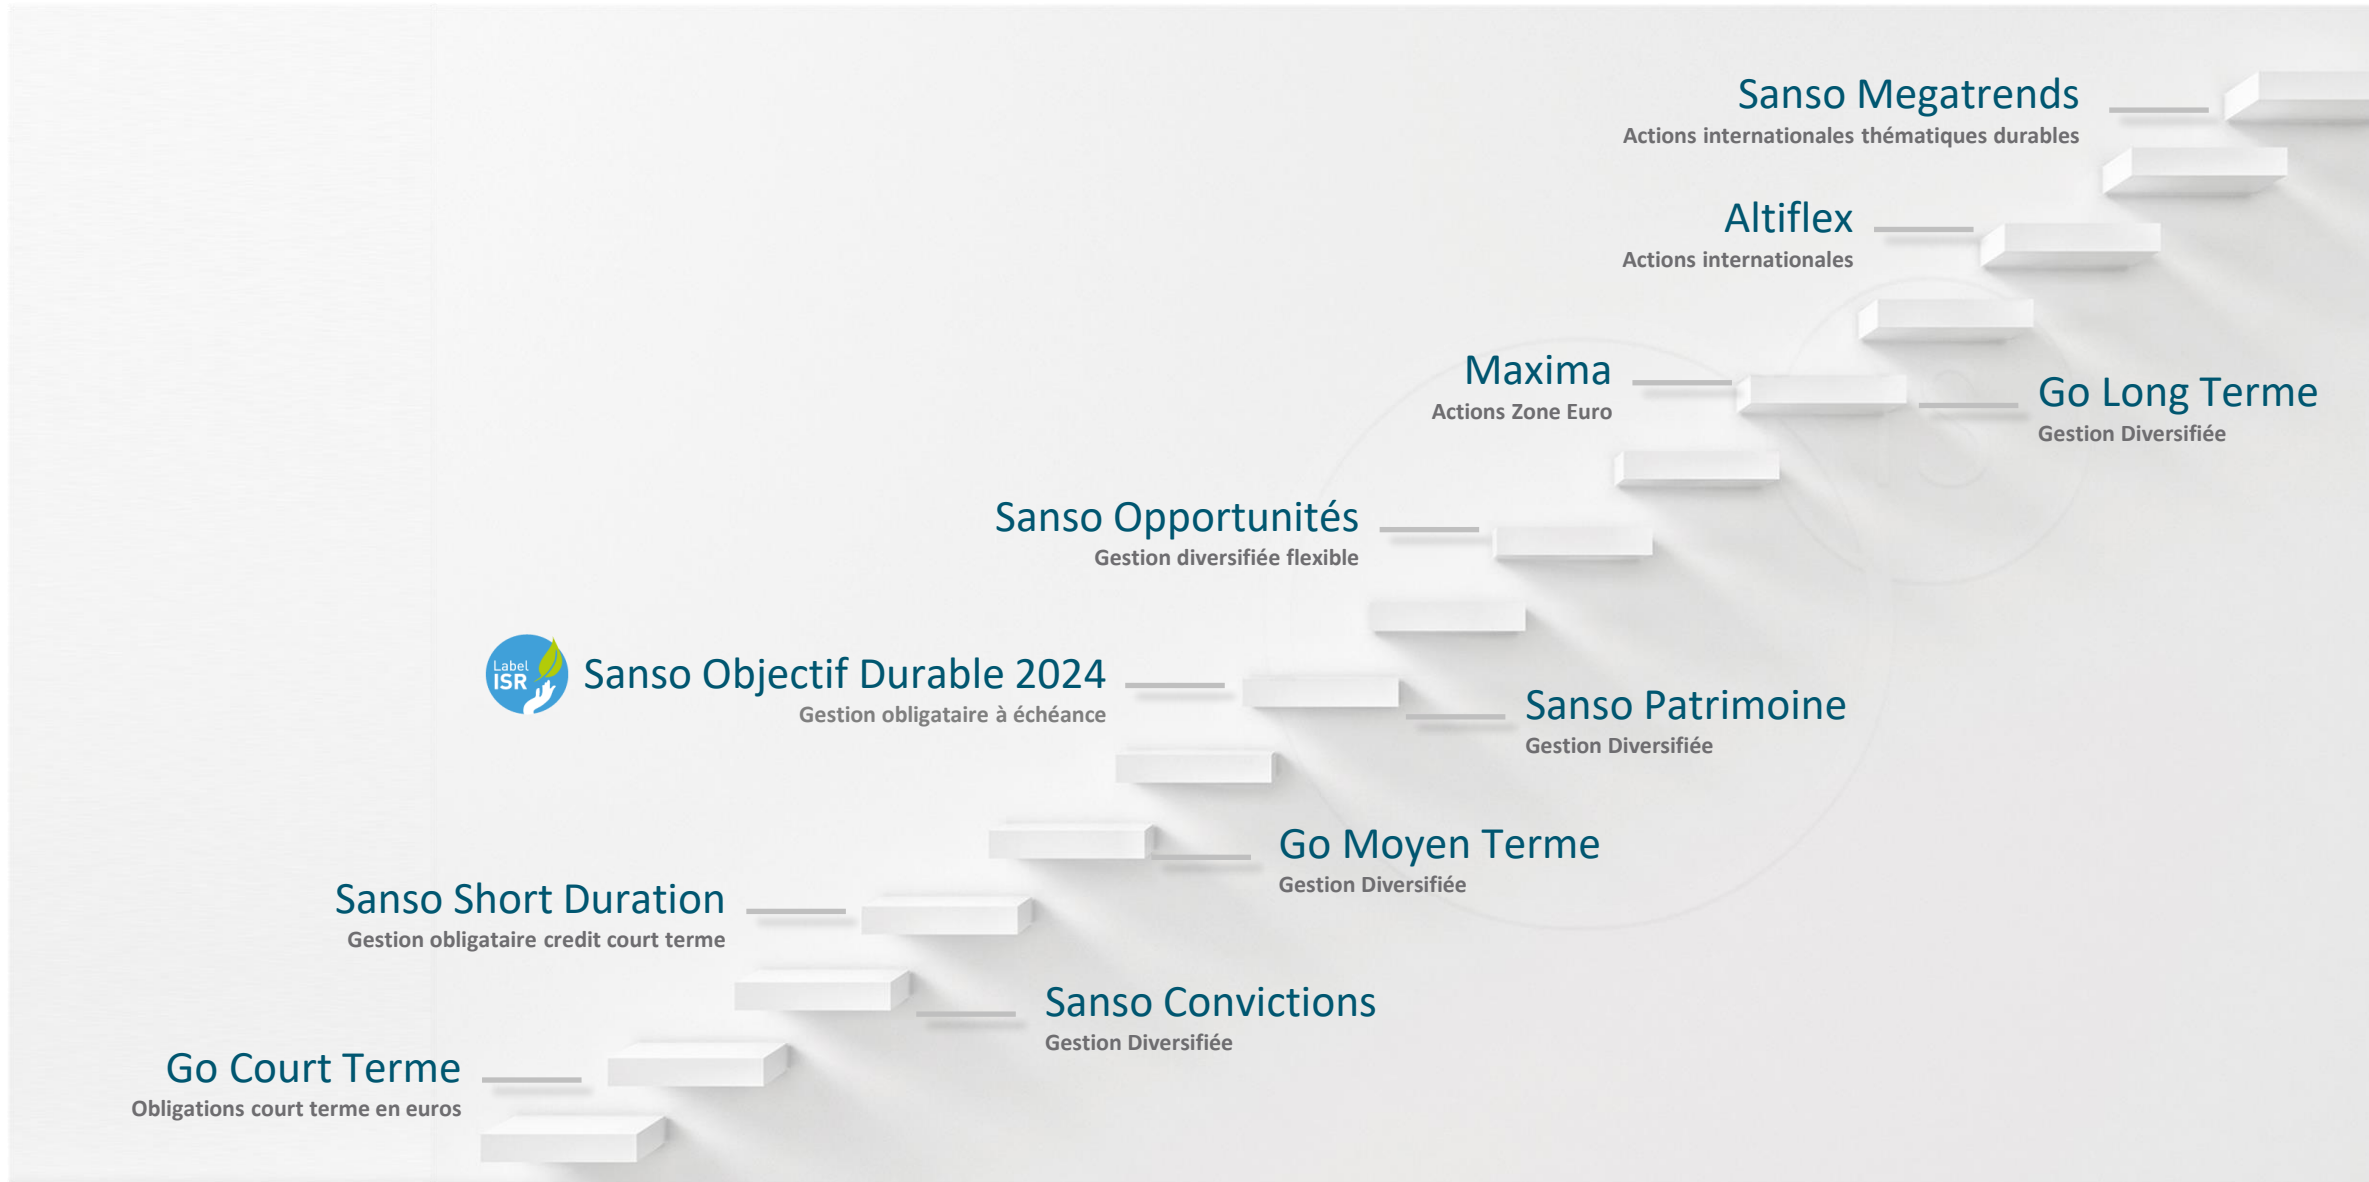 Sanso Megatrends
Actions internationales thématiques durables
Altiflex
Actions internationales
Maxima
Actions Zone Euro
Go Long Terme
Gestion Diversifiée
Sanso Opportunités
Gestion diversifiée flexible
Label
ISR
Sanso Objectif Durable 2024
Gestion obligataire à échéance
Sanso Patrimoine
Gestion Diversifiée
Go Moyen Terme
Gestion Diversifiée
Sanso Short Duration
Gestion obligataire credit court terme
Sanso Convictions
Gestion Diversifiée
Go Court Terme
Obligations court terme en euros